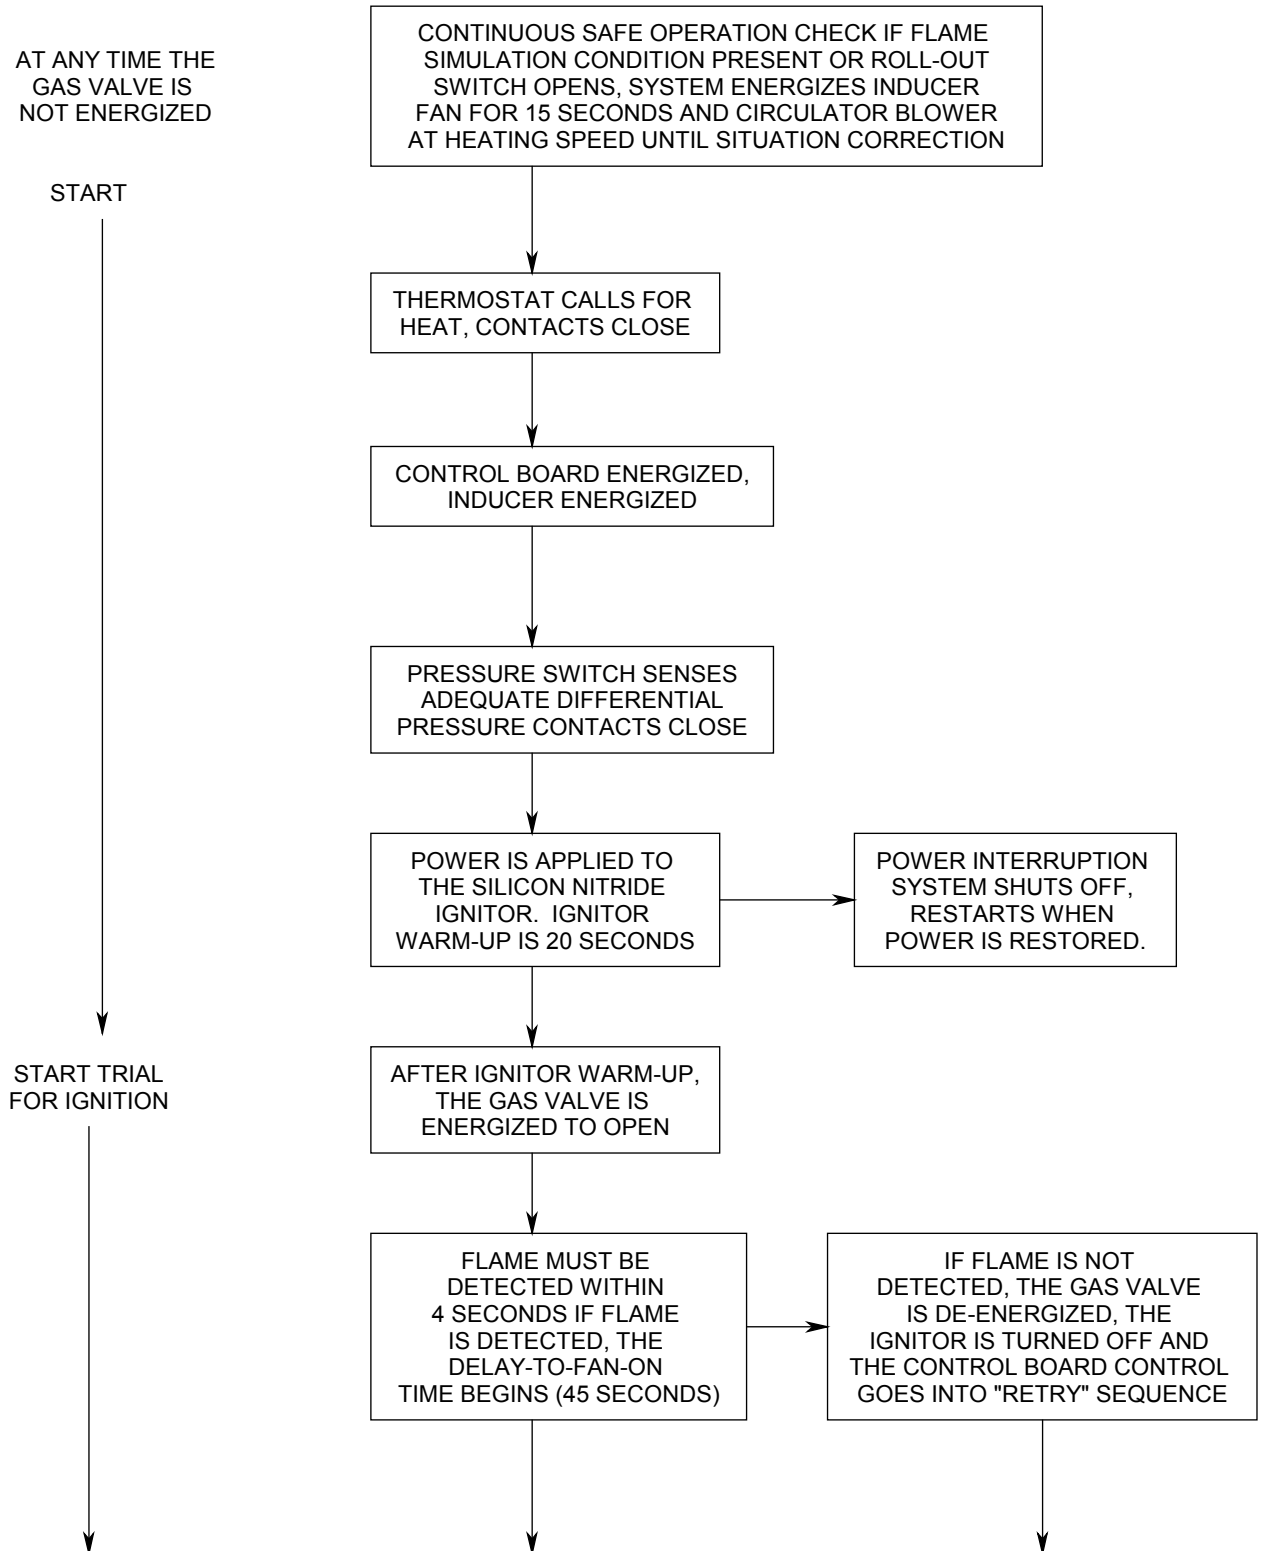 AT ANY TIME THE
GAS VALVE IS
NOT ENERGIZED
START
CONTINUOUS SAFE OPERATION CHECK IF FLAME
SIMULATION CONDITION PRESENT OR ROLL-OUT
SWITCH OPENS, SYSTEM ENERGIZES INDUCER
FAN FOR 15 SECONDS AND CIRCULATOR BLOWER
AT HEATING SPEED UNTIL SITUATION CORRECTION
THERMOSTAT CALLS FOR
HEAT, CONTACTS CLOSE
CONTROL BOARD ENERGIZED,
INDUCER ENERGIZED
PRESSURE SWITCH SENSES
ADEQUATE DIFFERENTIAL
PRESSURE CONTACTS CLOSE
POWER IS APPLIED TO
THE SILICON NITRIDE
IGNITOR.  IGNITOR
WARM-UP IS 20 SECONDS
POWER INTERRUPTION
SYSTEM SHUTS OFF,
RESTARTS WHEN
POWER IS RESTORED.
START TRIAL
FOR IGNITION
AFTER IGNITOR WARM-UP,
THE GAS VALVE IS
ENERGIZED TO OPEN
FLAME MUST BE
DETECTED WITHIN
4 SECONDS IF FLAME
IS DETECTED, THE
DELAY-TO-FAN-ON
TIME BEGINS (45 SECONDS)
IF FLAME IS NOT
DETECTED, THE GAS VALVE
IS DE-ENERGIZED, THE
IGNITOR IS TURNED OFF AND
THE CONTROL BOARD CONTROL
GOES INTO "RETRY" SEQUENCE